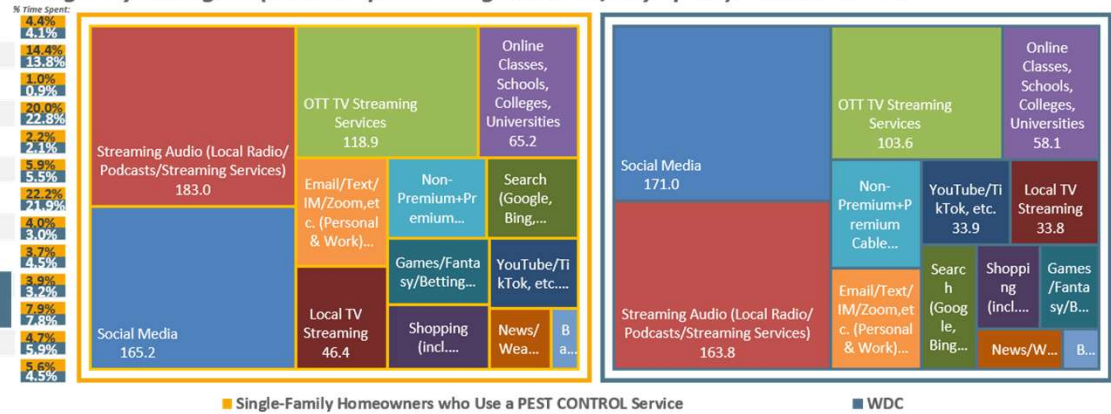 % Time Spent:
4.4%
4.1%
14.4%
13.8%
1.0%
0.9%
20.0%
22.8%
2.2%
2.1%
5.9%
5.5%
22.2%
21.9%
4.0%
3.0%
3.7%
4.5%
3.9%
3.2%
7.9%
7.8%
4.7%
5.9%
5.6%
4.5%
Streaming Audio (Local Radio/
Podcasts/Streaming Services)
183.0
Social Media
165.2
OTT TV Streaming
Services
118.9
Online
Classes,
Schools,
Colleges,
Universities
65.2
Email/Text/
IM/Zoom,et
c. (Personal
& Work)...
Non-
Premium+Pr
emium...
Search
(Google,
Bing,...
Games/Fanta
sy/Betting...
YouTube/Ti
kTok, etc....
Local TV
Streaming
46.4
Shopping
(incl....
News/
Wea...
B
a...
Social Media
171.0
Streaming Audio (Local Radio/
Podcasts/Streaming Services)
163.8
OTT TV Streaming
Services
103.6
Online
Classes,
Schools,
Colleges,
Universities
58.1
Non-
Premium+P
remium
Cable...
YouTube/Ti
kTok, etc.
33.9
Local TV
Streaming
33.8
Email/Text/
IM/Zoom,et
c. (Personal
& Work)...
Searc
h
(Goog
le,
Bing...
Shoppi
ng
(incl....
Games
/Fanta
sy/B...
News/W...
B...
Single-Family Homeowners who Use a PEST CONTROL Service
WDC